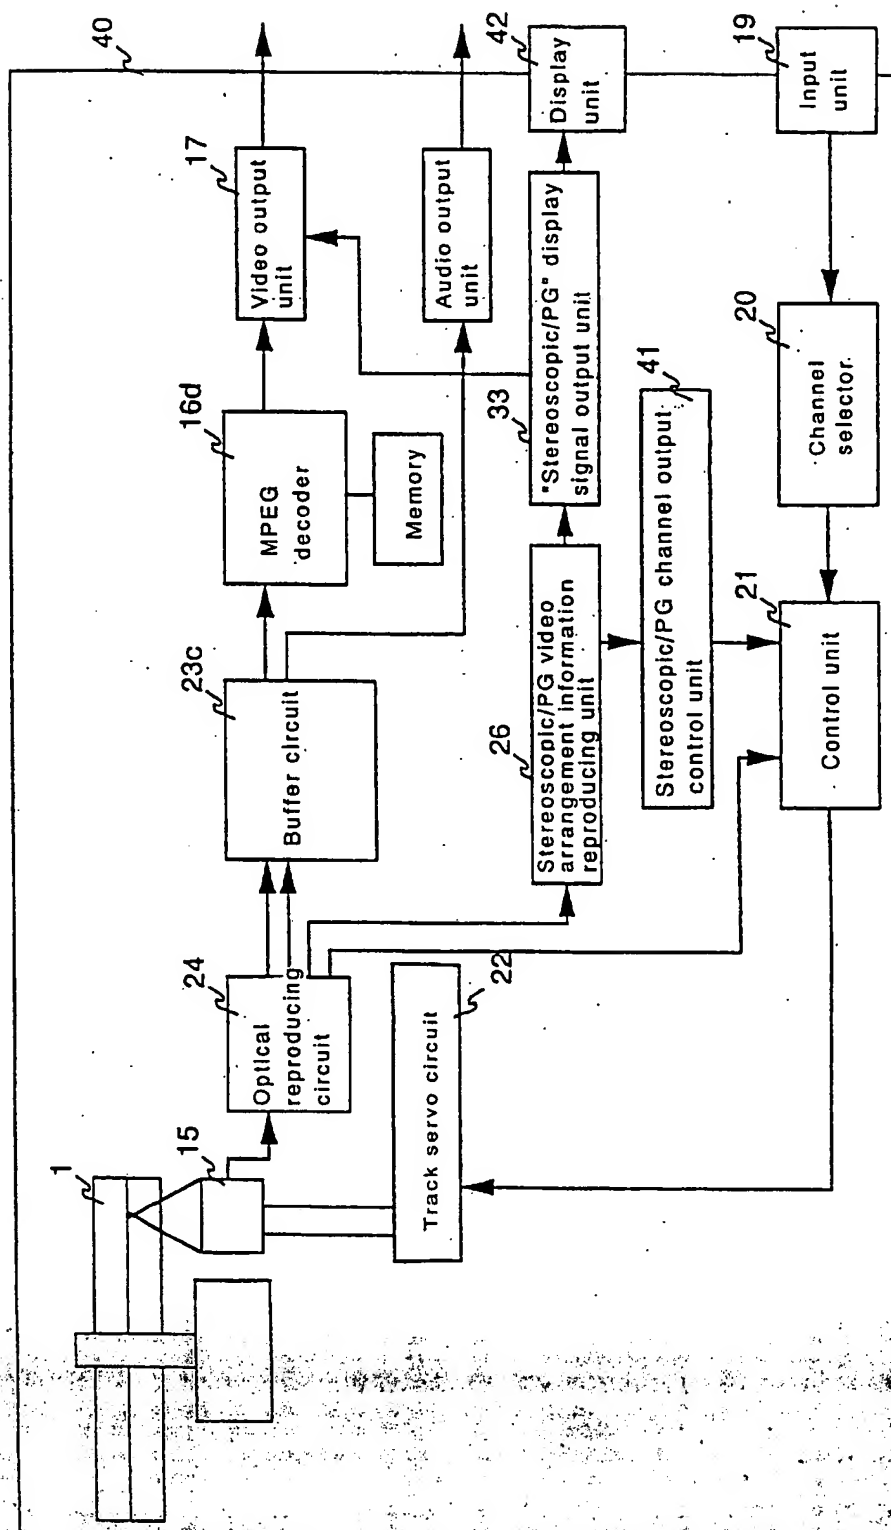 40
1
15
24
Optical
reproducing
circuit
23c
Buffer circuit
16d
MPEG
decoder
Memory
17
Video output
unit
Audio output
unit
22
Track servo circuit
26
Stereoscopic/PG video
arrangement information
reproducing unit
33
"Stereoscopic/PG" display
signal output unit
42
Display
unit
41
Stereoscopic/PG channel output
control unit
21
Control unit
20
Channel
selector
19
Input
unit